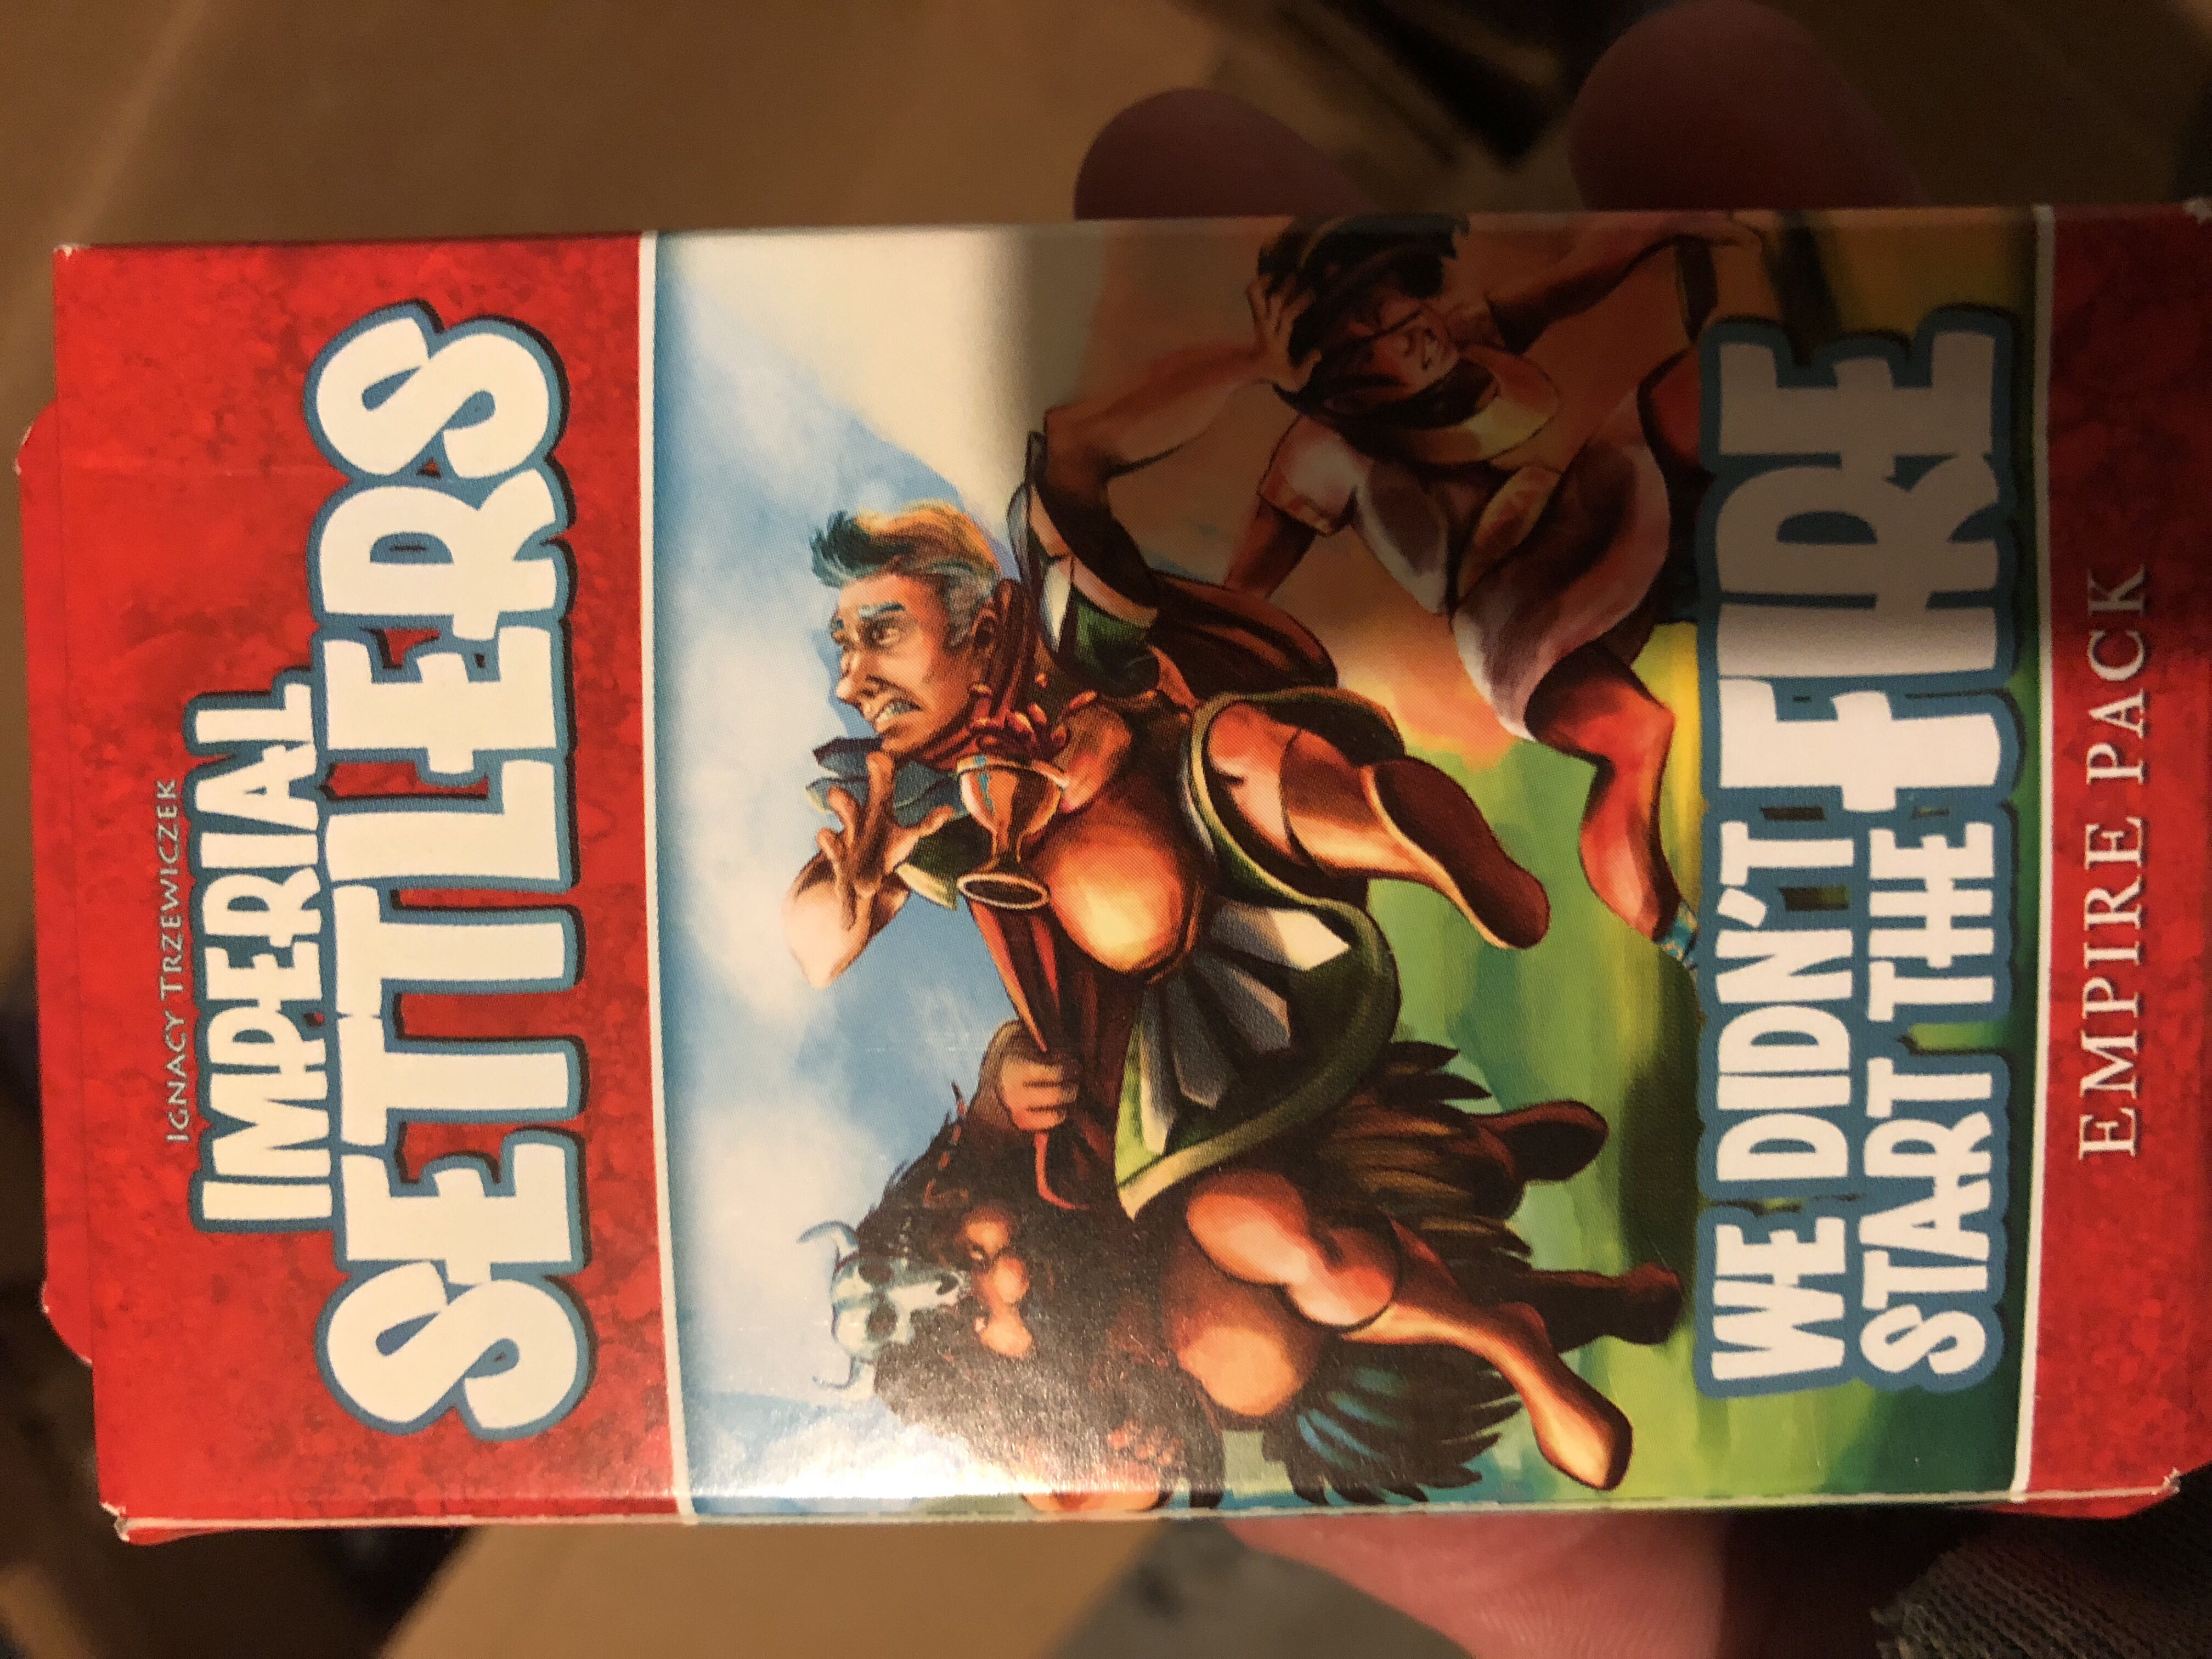 IGNACY TRZEWICZEK
IMPERIAL
SETTLERS
WE DIDN'T
START THE FIRE
EMPIRE PACK